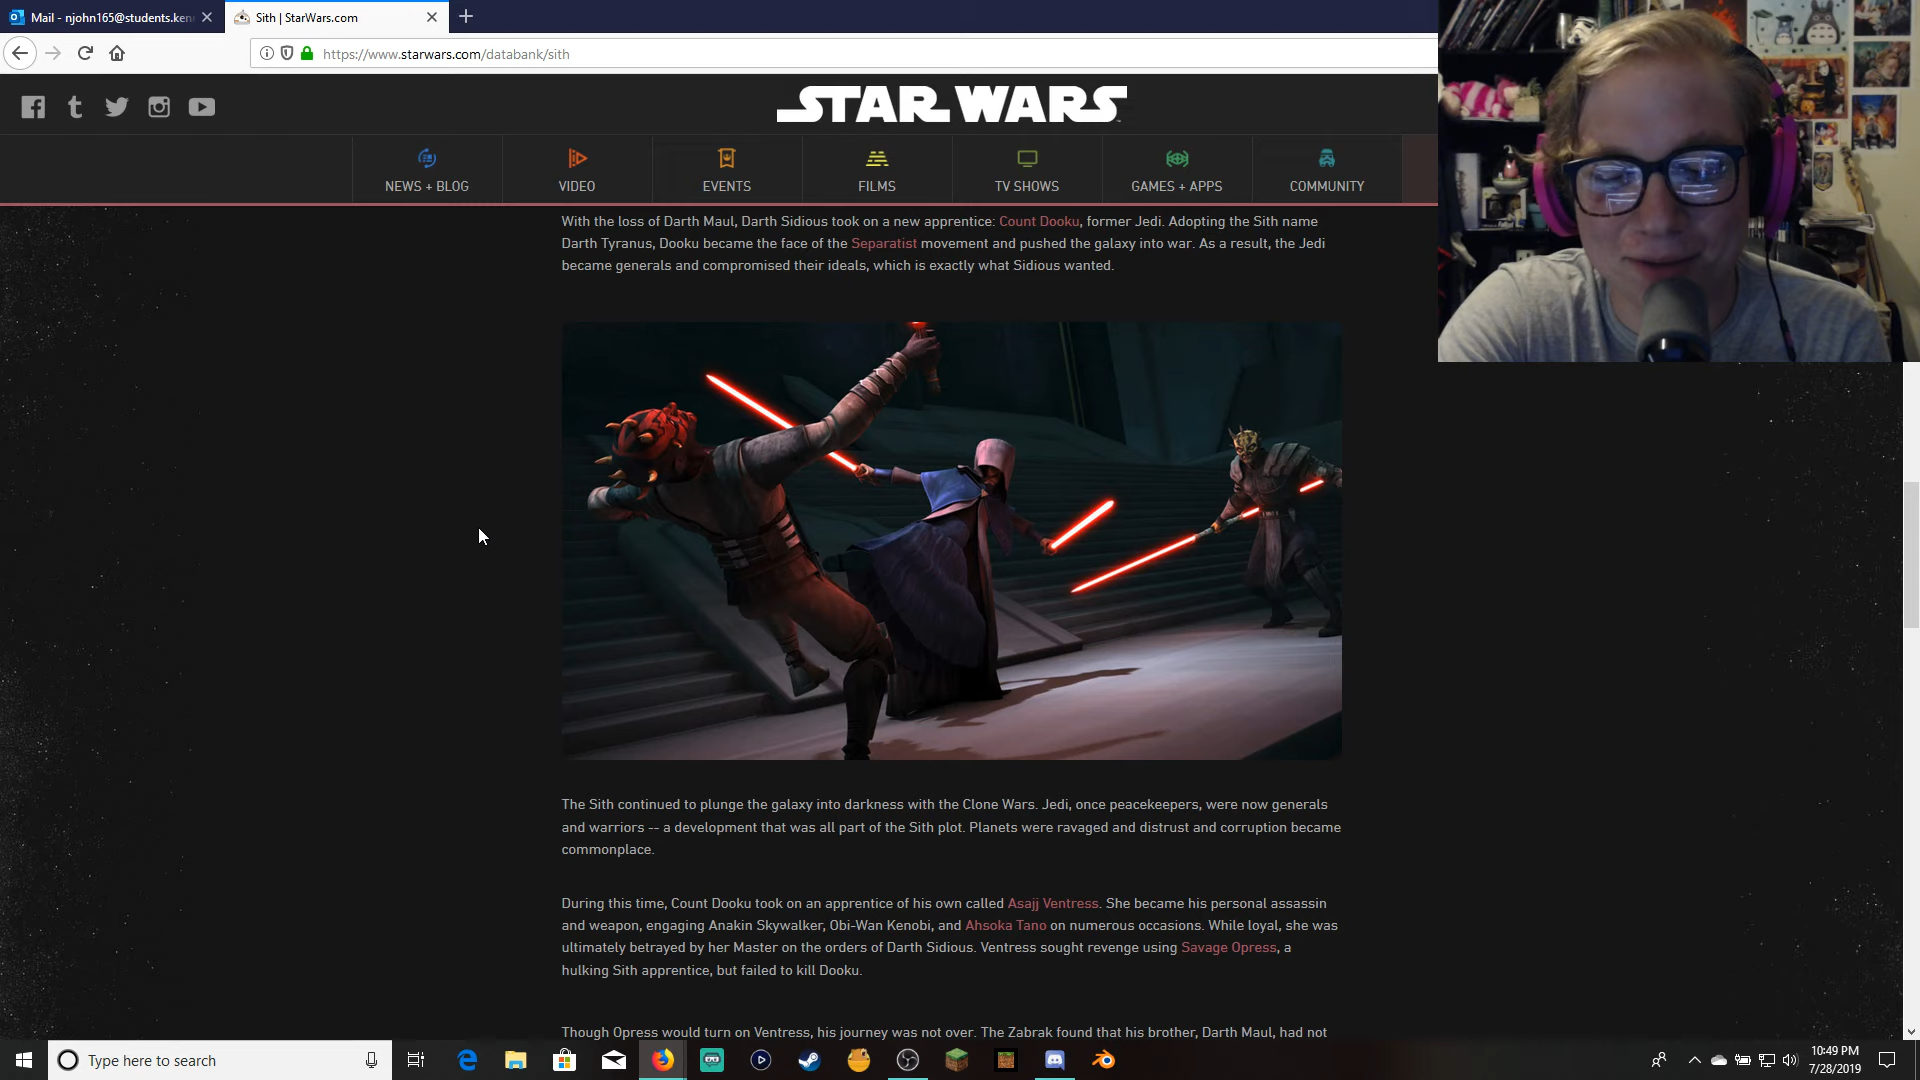 Mail - njohn165@students.ken
Sith | StarWars.com
https://www.starwars.com/databank/sith
STAR WARS
NEWS + BLOG
VIDEO
EVENTS
FILMS
TV SHOWS
GAMES + APPS
COMMUNITY
With the loss of Darth Maul, Darth Sidious took on a new apprentice: Count Dooku, former Jedi. Adopting the Sith name
Darth Tyranus, Dooku became the face of the Separatist movement and pushed the galaxy into war. As a result, the Jedi
became generals and compromised their ideals, which is exactly what Sidious wanted.
The Sith continued to plunge the galaxy into darkness with the Clone Wars. Jedi, once peacekeepers, were now generals
and warriors -- a development that was all part of the Sith plot. Planets were ravaged and distrust and corruption became
commonplace.
During this time, Count Dooku took on an apprentice of his own called Asajj Ventress. She became his personal assassin
and weapon, engaging Anakin Skywalker, Obi-Wan Kenobi, and Ahsoka Tano on numerous occasions. While loyal, she was
ultimately betrayed by her Master on the orders of Darth Sidious. Ventress sought revenge using Savage Opress, a
hulking Sith apprentice, but failed to kill Dooku.
Though Opress would turn on Ventress, his journey was not over. The Zabrak found that his brother, Darth Maul, had not
Type here to search
10:49 PM
7/28/2019